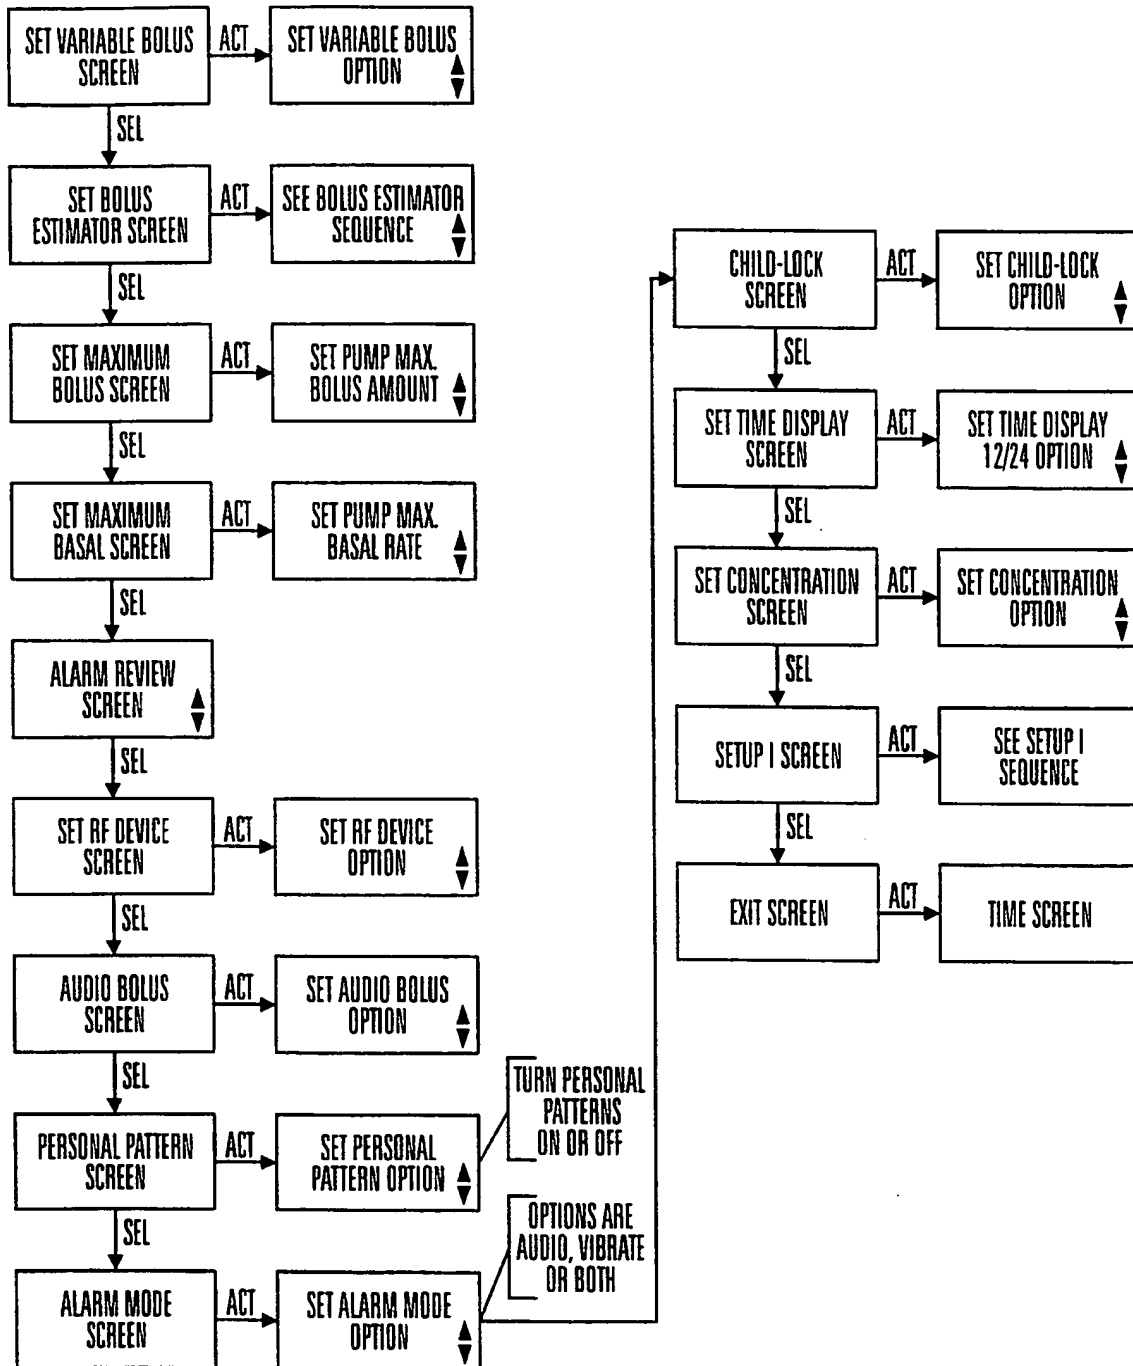 SET VARIABLE BOLUS
SCREEN
ACT
SET VARIABLE BOLUS
OPTION
SEL
SET BOLUS
ESTIMATOR SCREEN
ACT
SEE BOLUS ESTIMATOR
SEQUENCE
SEL
SET MAXIMUM
BOLUS SCREEN
ACT
SET PUMP MAX.
BOLUS AMOUNT
SEL
SET MAXIMUM
BASAL SCREEN
ACT
SET PUMP MAX.
BASAL RATE
SEL
ALARM REVIEW
SCREEN
SEL
SET RF DEVICE
SCREEN
ACT
SET RF DEVICE
OPTION
SEL
AUDIO BOLUS
SCREEN
ACT
SET AUDIO BOLUS
OPTION
SEL
PERSONAL PATTERN
SCREEN
ACT
SET PERSONAL
PATTERN OPTION
TURN PERSONAL
PATTERNS
ON OR OFF
SEL
ALARM MODE
SCREEN
ACT
SET ALARM MODE
OPTION
OPTIONS ARE
AUDIO, VIBRATE
OR BOTH
CHILD-LOCK
SCREEN
ACT
SET CHILD-LOCK
OPTION
SEL
SET TIME DISPLAY
SCREEN
ACT
SET TIME DISPLAY
12/24 OPTION
SEL
SET CONCENTRATION
SCREEN
ACT
SET CONCENTRATION
OPTION
SEL
SETUP I SCREEN
ACT
SEE SETUP I
SEQUENCE
SEL
EXIT SCREEN
ACT
TIME SCREEN